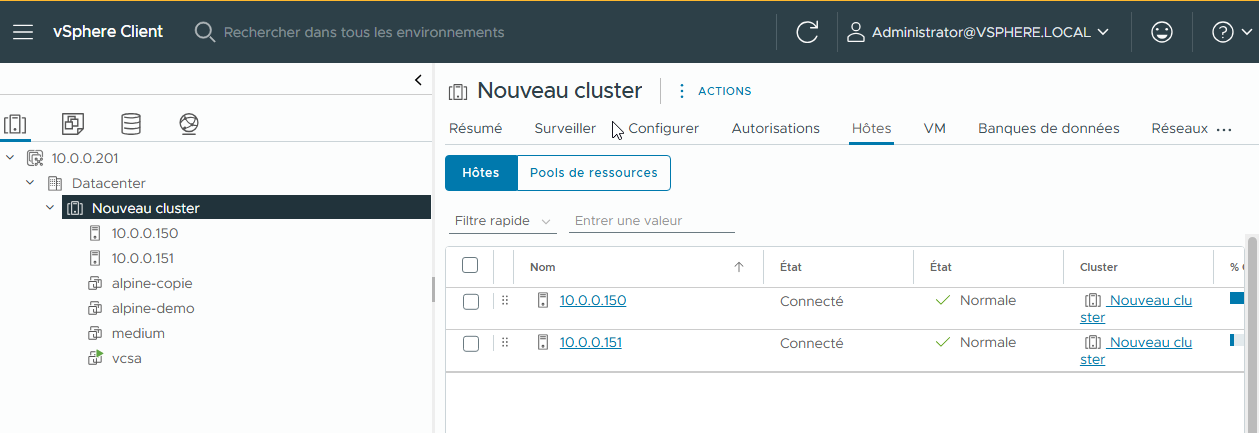 vSphere Client
Rechercher dans tous les environnements
Administrator@VSPHERE.LOCAL
10.0.0.201
Datacenter
Nouveau cluster
10.0.0.150
10.0.0.151
alpine-copie
alpine-demo
medium
vcsa
Nouveau cluster
ACTIONS
Résumé Surveiller Configurer Autorisations Hôtes VM Banques de données Réseaux ...
Hôtes Pools de ressources
Filtre rapide Entrer une valeur
Nom État État Cluster %
10.0.0.150 Connecté Normale Nouveau clu
ster
10.0.0.151 Connecté Normale Nouveau clu
ster